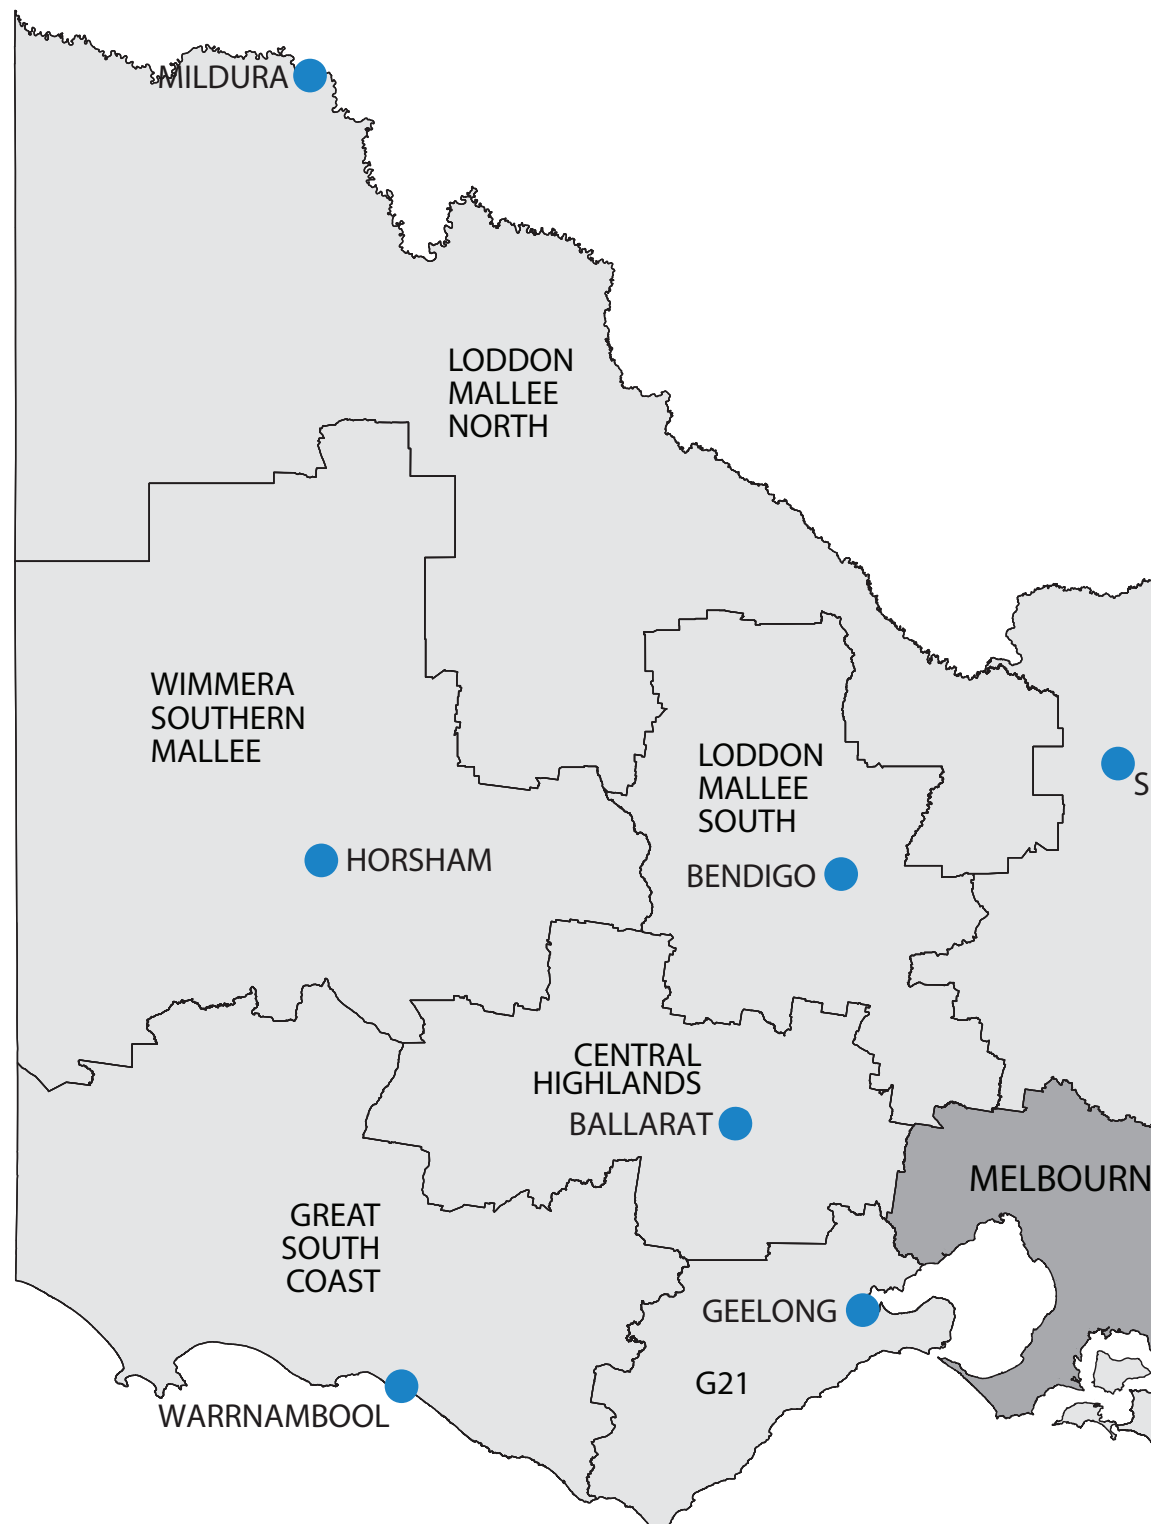 MILDURA
LODDON
MALLEE
NORTH
WIMMERA
SOUTHERN
MALLEE
LODDON
MALLEE
SOUTH
S
HORSHAM
BENDIGO
CENTRAL
HIGHLANDS
BALLARAT
MELBOURN
GREAT
SOUTH
COAST
GEELONG
G21
WARRNAMBOOL